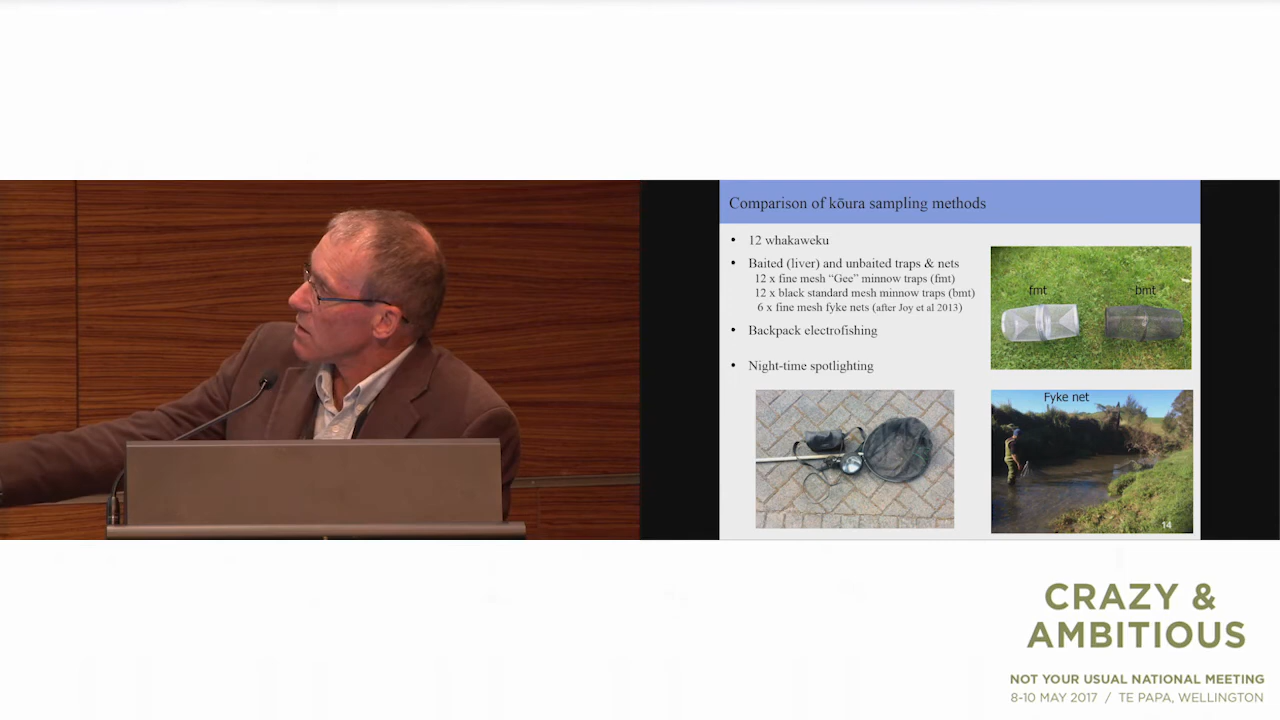 Comparison of kōura sampling methods
• 12 whakaweku
• Baited (liver) and unbaited traps & nets
12 x fine mesh “Gee” minnow traps (fmt)
12 x black standard mesh minnow traps (bmt)
6 x fine mesh fyke nets (after Joy et al 2013)
• Backpack electrofishing
• Night-time spotlighting
fmt
bmt
Fyke net
14
CRAZY &
AMBITIOUS
NOT YOUR USUAL NATIONAL MEETING
8-10 MAY 2017 / TE PAPA, WELLINGTON